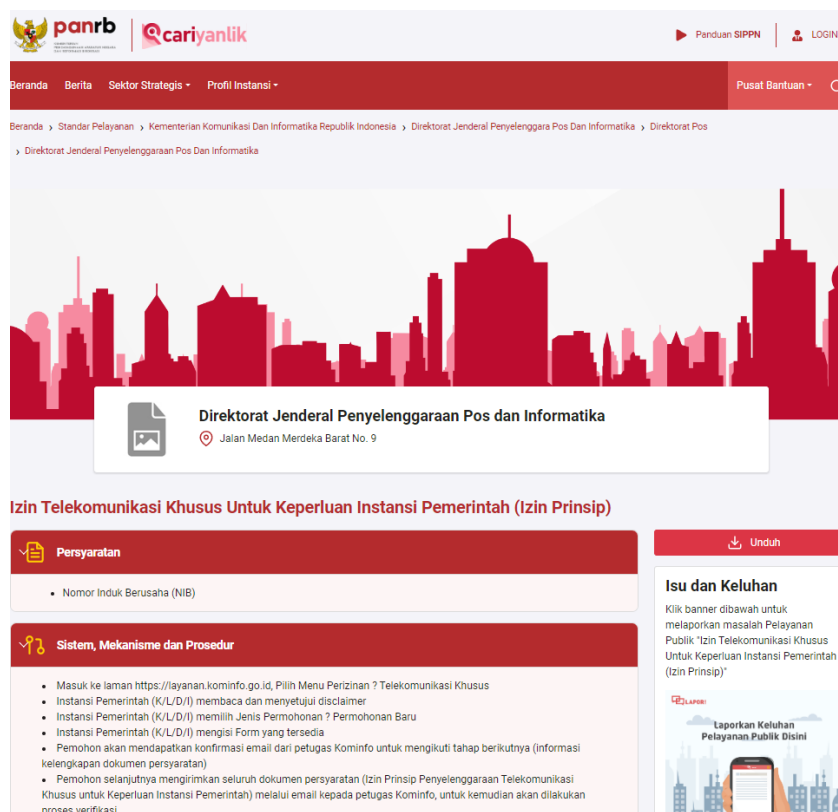 panrb
cariyanlik
Panduan SIPPN
LOGIN
Beranda Berita Sektor Strategis Profil Instansi Pusat Bantuan
Beranda > Standar Pelayanan > Kementerian Komunikasi Dan Informatika Republik Indonesia > Direktorat Jenderal Penyelenggara Pos Dan Informatika > Direktorat Pos
> Direktorat Jenderal Penyelenggaraan Pos Dan Informatika
Direktorat Jenderal Penyelenggaraan Pos dan Informatika
Jalan Medan Merdeka Barat No. 9
Izin Telekomunikasi Khusus Untuk Keperluan Instansi Pemerintah (Izin Prinsip)
Persyaratan
• Nomor Induk Berusaha (NIB)
Sistem, Mekanisme dan Prosedur
• Masuk ke laman https://layanan.kominfo.go.id, Pilih Menu Perizinan ? Telekomunikasi Khusus
• Instansi Pemerintah (K/L/D/I) membaca dan menyetujui disclaimer
• Instansi Pemerintah (K/L/D/I) memilih Jenis Permohonan ? Permohonan Baru
• Instansi Pemerintah (K/L/D/I) mengisi Form yang tersedia
• Pemohon akan mendapatkan konfirmasi email dari petugas Kominfo untuk mengikuti tahap berikutnya (informasi
kelengkapan dokumen persyaratan)
• Pemohon selanjutnya mengirimkan seluruh dokumen persyaratan (Izin Prinsip Penyelenggaraan Telekomunikasi
Khusus untuk Keperluan Instansi Pemerintah) melalui email kepada petugas Kominfo, untuk kemudian akan dilakukan
proses verifikasi
Unduh
Isu dan Keluhan
Klik banner dibawah untuk
melaporkan masalah Pelayanan
Publik "Izin Telekomunikasi Khusus
Untuk Keperluan Instansi Pemerintah
(Izin Prinsip)"
LAPOR!
Laporkan Keluhan
Pelayanan Publik Disini